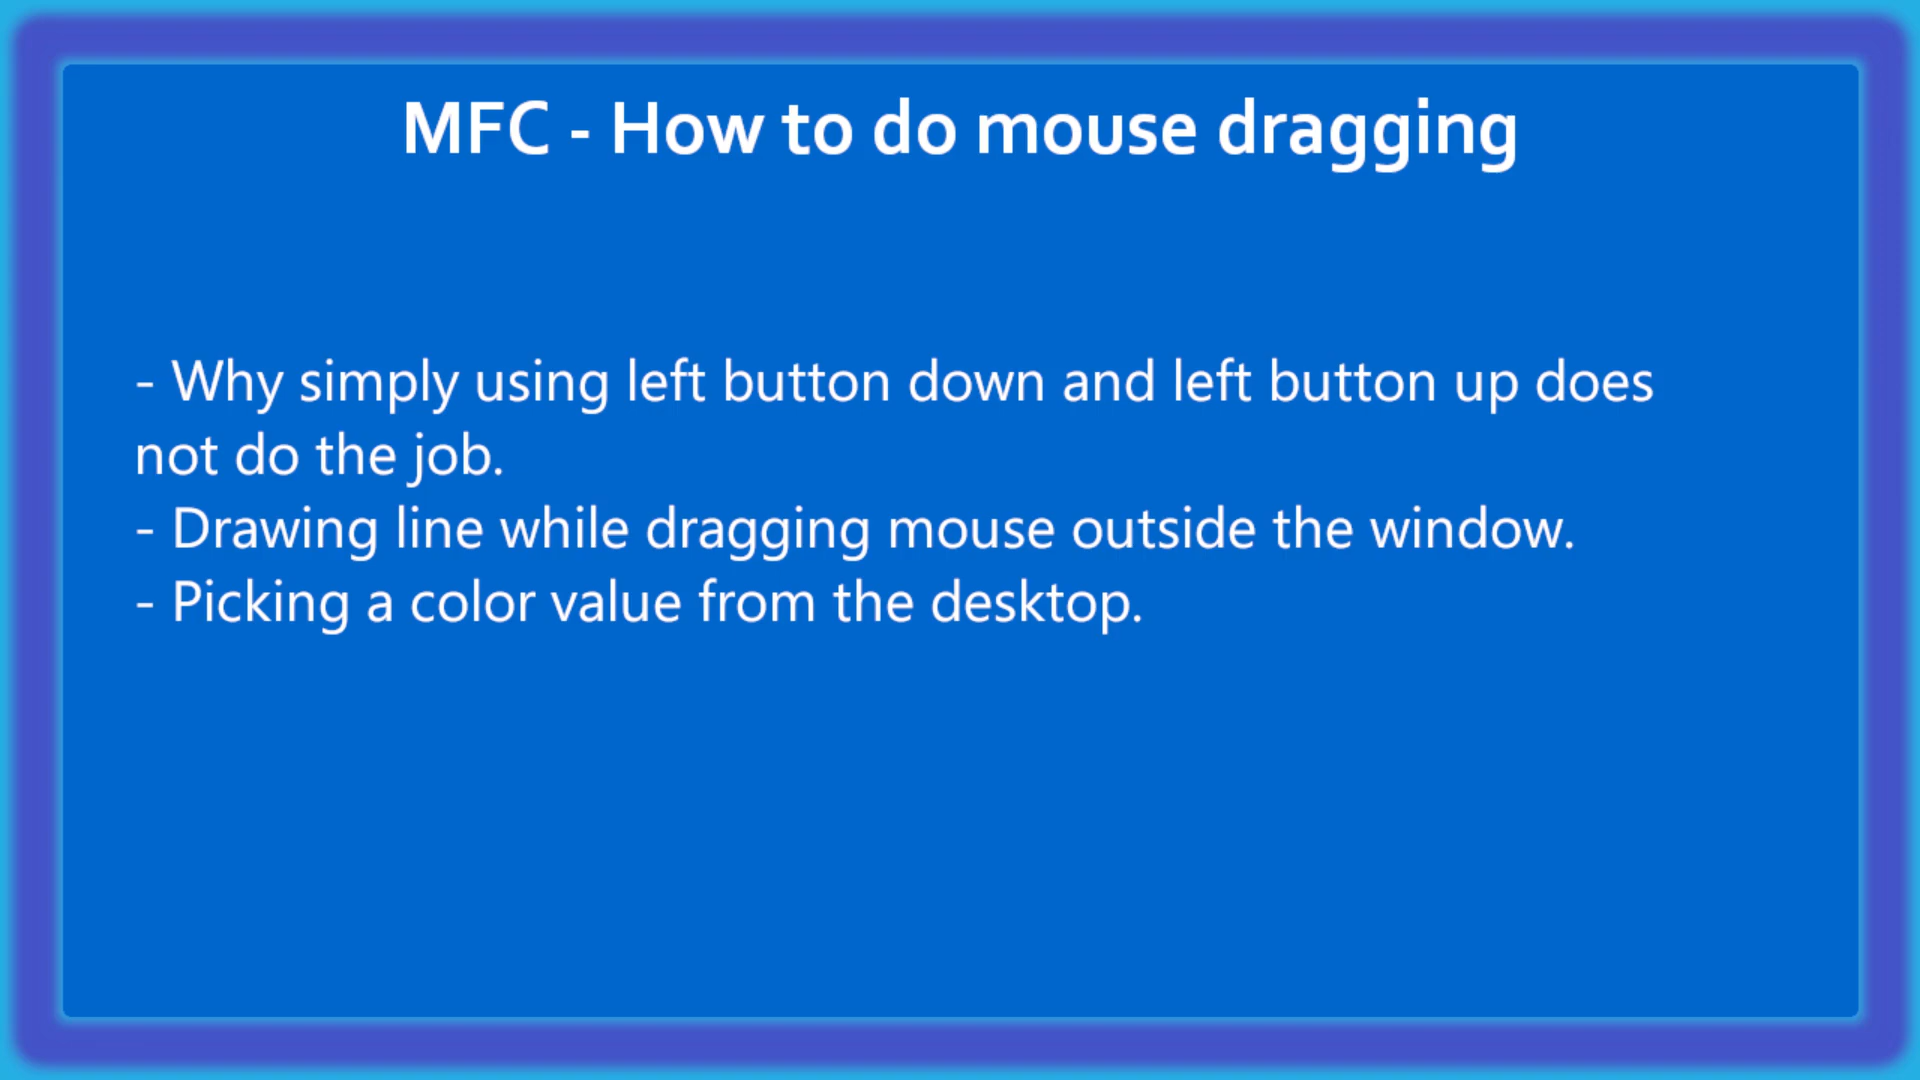 MFC - How to do mouse dragging
- Why simply using left button down and left button up does
not do the job.
- Drawing line while dragging mouse outside the window.
- Picking a color value from the desktop.